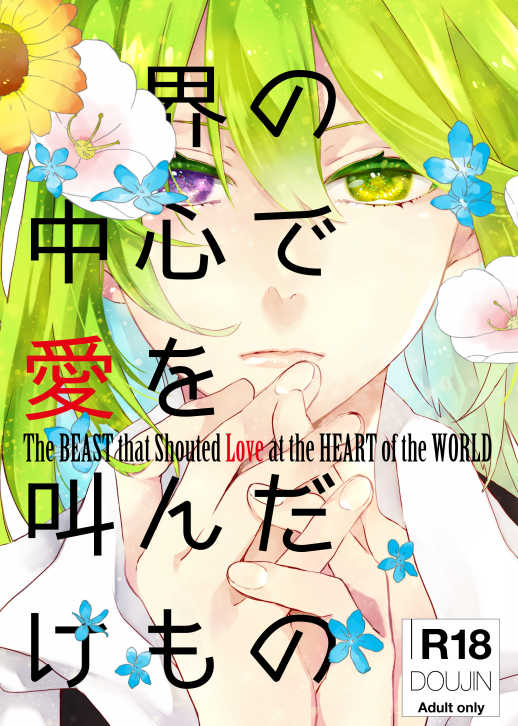 界の
中心で
愛を
The BEAST that Shouted Love at the HEART of the WORLD
叫んだ
けもの
R18
DOUJIN
Adult only